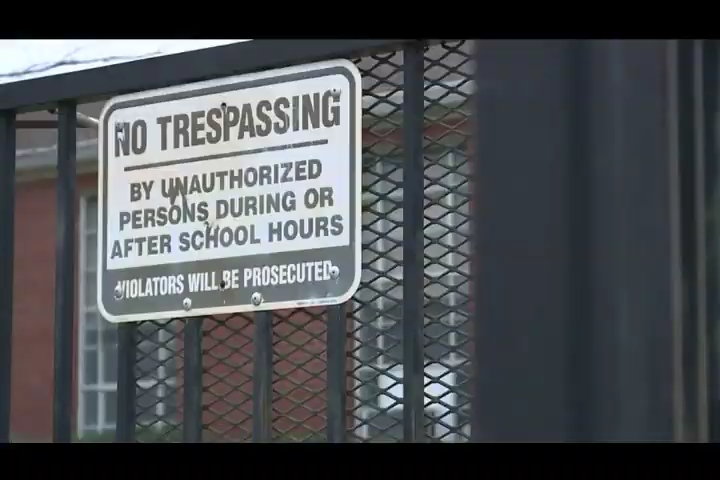 NO TRESPASSING
BY UNAUTHORIZED
PERSONS DURING OR
AFTER SCHOOL HOURS
VIOLATORS WILL BE PROSECUTED